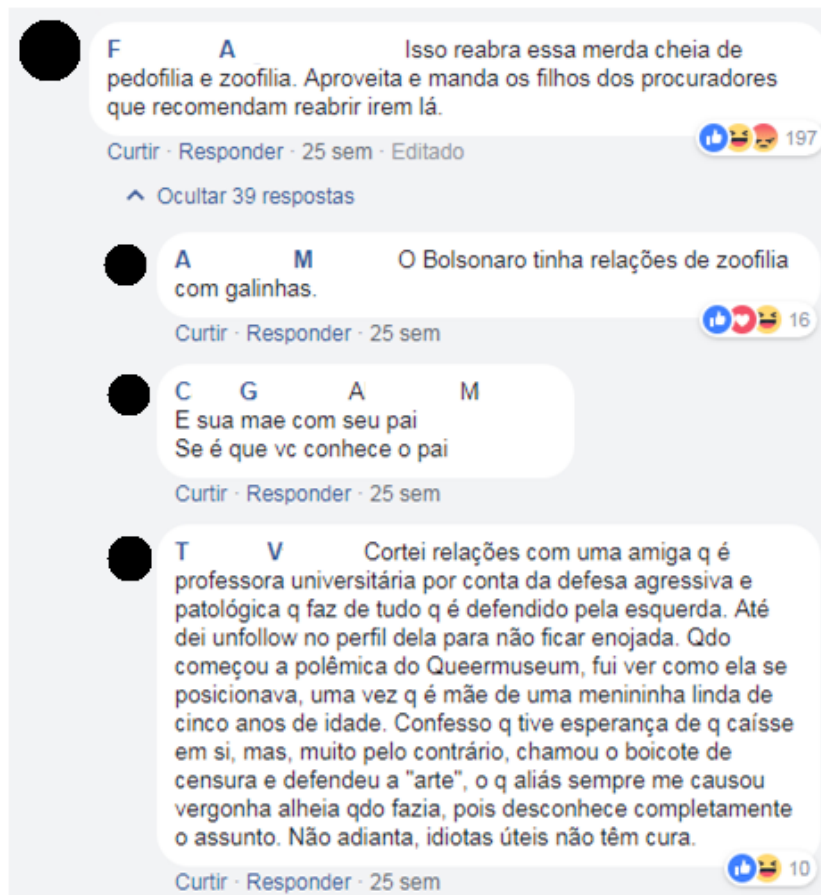 F A Isso reabra essa merda cheia de
pedofilia e zoofilia. Aproveita e manda os filhos dos procuradores
que recomendam reabrir irem lá.
197
Curtir · Responder · 25 sem · Editado
Ocultar 39 respostas
A M O Bolsonaro tinha relações de zoofilia
com galinhas.
16
Curtir · Responder · 25 sem
C G A M
E sua mae com seu pai
Se é que vc conhece o pai
Curtir · Responder · 25 sem
T V Cortei relações com uma amiga q é
professora universitária por conta da defesa agressiva e
patológica q faz de tudo q é defendido pela esquerda. Até
dei unfollow no perfil dela para não ficar enojada. Qdo
começou a polêmica do Queermuseum, fui ver como ela se
posicionava, uma vez q é mãe de uma menininha linda de
cinco anos de idade. Confesso q tive esperança de q caísse
em si, mas, muito pelo contrário, chamou o boicote de
censura e defendeu a "arte", o q aliás sempre me causou
vergonha alheia qdo fazia, pois desconhece completamente
o assunto. Não adianta, idiotas úteis não têm cura.
10
Curtir · Responder · 25 sem